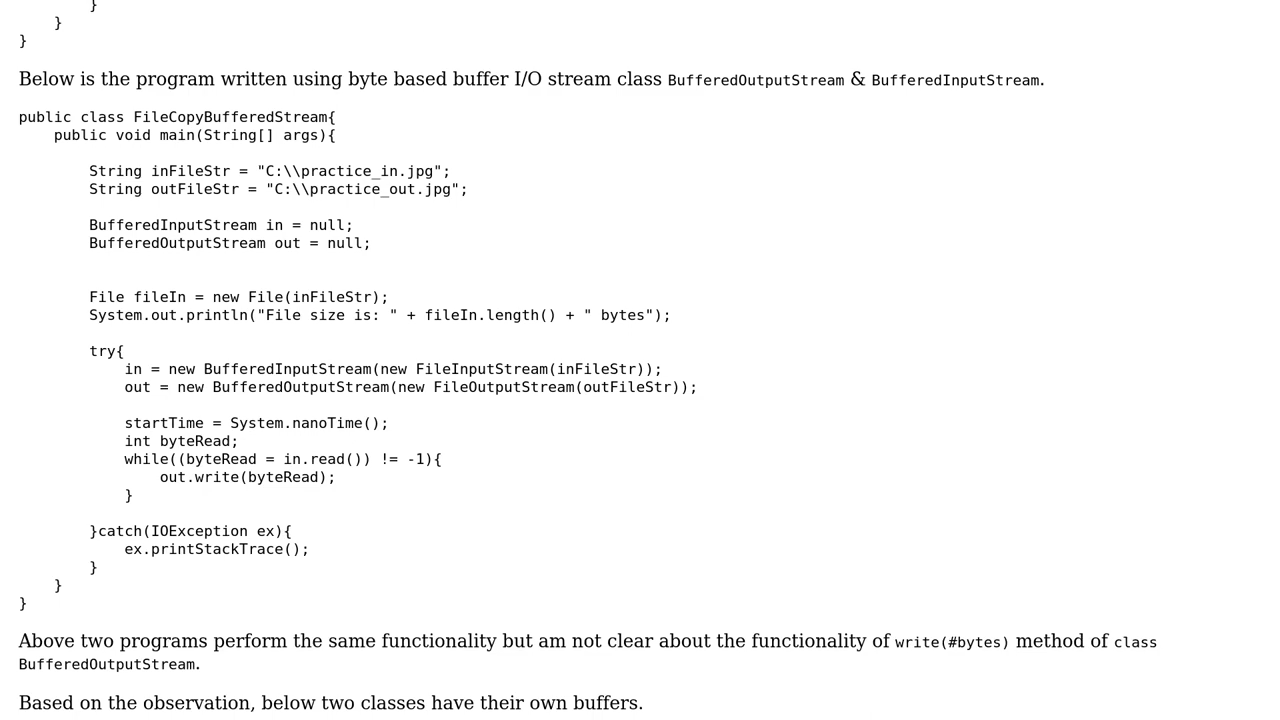 }
    }
}
Below is the program written using byte based buffer I/O stream class BufferedOutputStream & BufferedInputStream.
public class FileCopyBufferedStream{
    public void main(String[] args){
        String inFileStr = "C:\\practice_in.jpg";
        String outFileStr = "C:\\practice_out.jpg";
        BufferedInputStream in = null;
        BufferedOutputStream out = null;
        File fileIn = new File(inFileStr);
        System.out.println("File size is: " + fileIn.length() + " bytes");
        try{
            in = new BufferedInputStream(new FileInputStream(inFileStr));
            out = new BufferedOutputStream(new FileOutputStream(outFileStr));
            startTime = System.nanoTime();
            int byteRead;
            while((byteRead = in.read()) != -1){
                out.write(byteRead);
            }
        }catch(IOException ex){
            ex.printStackTrace();
        }
    }
}
Above two programs perform the same functionality but am not clear about the functionality of write(#bytes) method of class
BufferedOutputStream.
Based on the observation, below two classes have their own buffers.